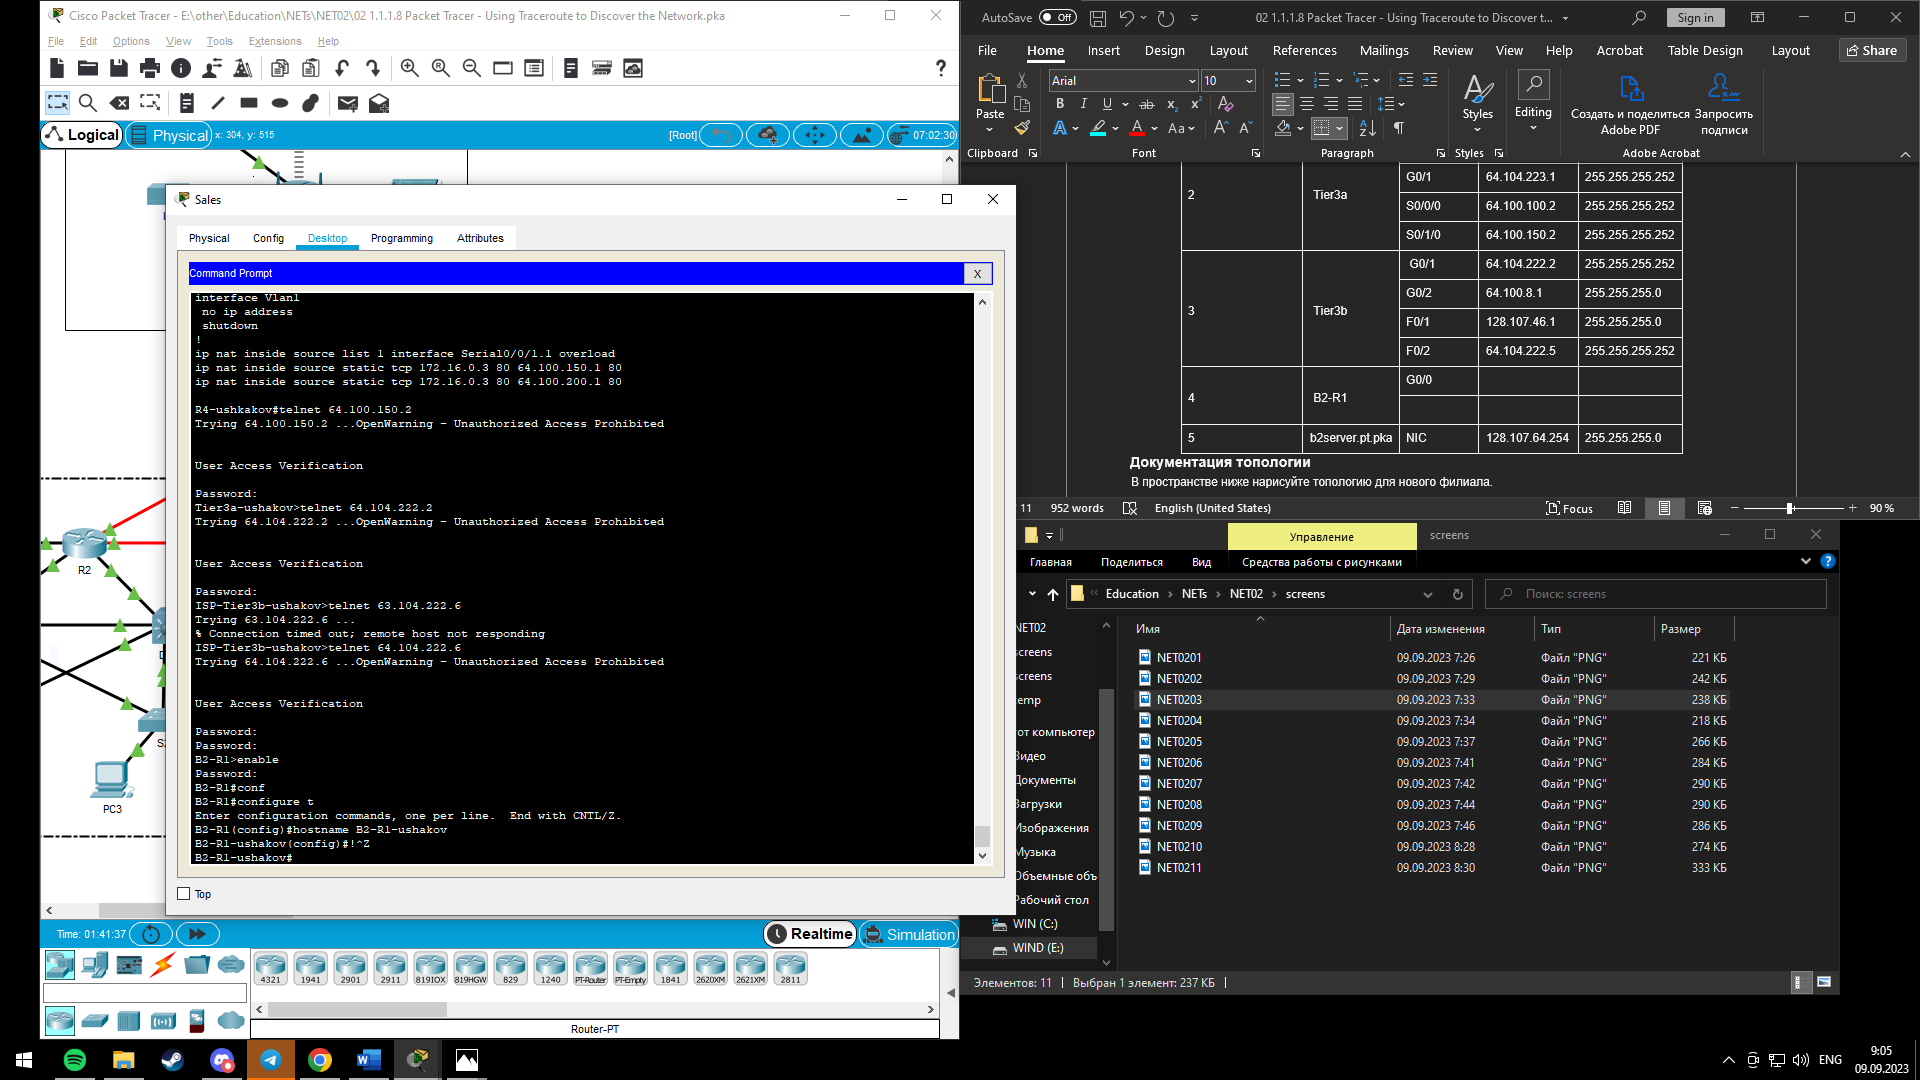 Cisco Packet Tracer - E:\other\Education\NETs\NET02\02 1.1.1.8 Packet Tracer - Using Traceroute to Discover the Network.pka
File Edit Options View Tools Extensions Help
Logical
Physical
x: 304, y: 515
[Root]
07:02:30
R2
PC3
Sales
Physical Config Desktop Programming Attributes
Command Prompt
X
interface Vlan1
no ip address
shutdown
!
ip nat inside source list 1 interface Serial0/0/1.1 overload
ip nat inside source static tcp 172.16.0.3 80 64.100.150.1 80
ip nat inside source static tcp 172.16.0.3 80 64.100.200.1 80
R4-ushkakov#telnet 64.100.150.2
Trying 64.100.150.2 ...OpenWarning - Unauthorized Access Prohibited
User Access Verification
Password:
Tier3a-ushakov>telnet 64.104.222.2
Trying 64.104.222.2 ...OpenWarning - Unauthorized Access Prohibited
User Access Verification
Password:
ISP-Tier3b-ushakov>telnet 63.104.222.6
Trying 63.104.222.6 ...
% Connection timed out; remote host not responding
ISP-Tier3b-ushakov>telnet 64.104.222.6
Trying 64.104.222.6 ...OpenWarning - Unauthorized Access Prohibited
User Access Verification
Password:
Password:
B2-R1>enable
Password:
B2-R1#conf
B2-R1#configure t
Enter configuration commands, one per line. End with CNTL/Z.
B2-R1(config)#hostname B2-R1-ushakov
B2-R1-ushakov(config)#!^Z
B2-R1-ushakov#
Top
Time: 01:41:37
Realtime
Simulation
4321 1941 2901 2911 819IOX 819HGW 829 1240 PT-Router PT-Empty 1841 2620XM 2621XM 2811
Router-PT
AutoSave Off
02 1.1.1.8 Packet Tracer - Using Traceroute to Discover t...
Sign in
File Home Insert Design Layout References Mailings Review View Help Acrobat Table Design Layout Share
Paste
Arial 10
Styles
Editing
Создать и поделиться Adobe PDF
Запросить подписи
Clipboard Font Paragraph Styles Adobe Acrobat
2 Tier3a G0/1 64.104.223.1 255.255.255.252
S0/0/0 64.100.100.2 255.255.255.252
S0/1/0 64.100.150.2 255.255.255.252
3 Tier3b G0/1 64.104.222.2 255.255.255.252
G0/2 64.100.8.1 255.255.255.0
F0/1 128.107.46.1 255.255.255.0
F0/2 64.104.222.5 255.255.255.252
4 B2-R1 G0/0
5 b2server.pt.pka NIC 128.107.64.254 255.255.255.0
Документация топологии
В пространстве ниже нарисуйте топологию для нового филиала.
11 952 words English (United States) Focus 90 %
Управление
screens
Главная Поделиться Вид Средства работы с рисунками
Education NETs NET02 screens
Поиск: screens
Имя Дата изменения Тип Размер
NET0201 09.09.2023 7:26 Файл "PNG" 221 КБ
NET0202 09.09.2023 7:29 Файл "PNG" 242 КБ
NET0203 09.09.2023 7:33 Файл "PNG" 238 КБ
NET0204 09.09.2023 7:34 Файл "PNG" 218 КБ
NET0205 09.09.2023 7:37 Файл "PNG" 266 КБ
NET0206 09.09.2023 7:41 Файл "PNG" 284 КБ
NET0207 09.09.2023 7:42 Файл "PNG" 290 КБ
NET0208 09.09.2023 7:44 Файл "PNG" 290 КБ
NET0209 09.09.2023 7:46 Файл "PNG" 286 КБ
NET0210 09.09.2023 8:28 Файл "PNG" 274 КБ
NET0211 09.09.2023 8:30 Файл "PNG" 333 КБ
NET02
screens
screens
temp
от компьютер
Видео
Документы
Загрузки
Изображения
Музыка
Объемные объ
Рабочий стол
WIN (C:)
WIND (E:)
Элементов: 11 Выбран 1 элемент: 237 КБ
ENG
9:05
09.09.2023